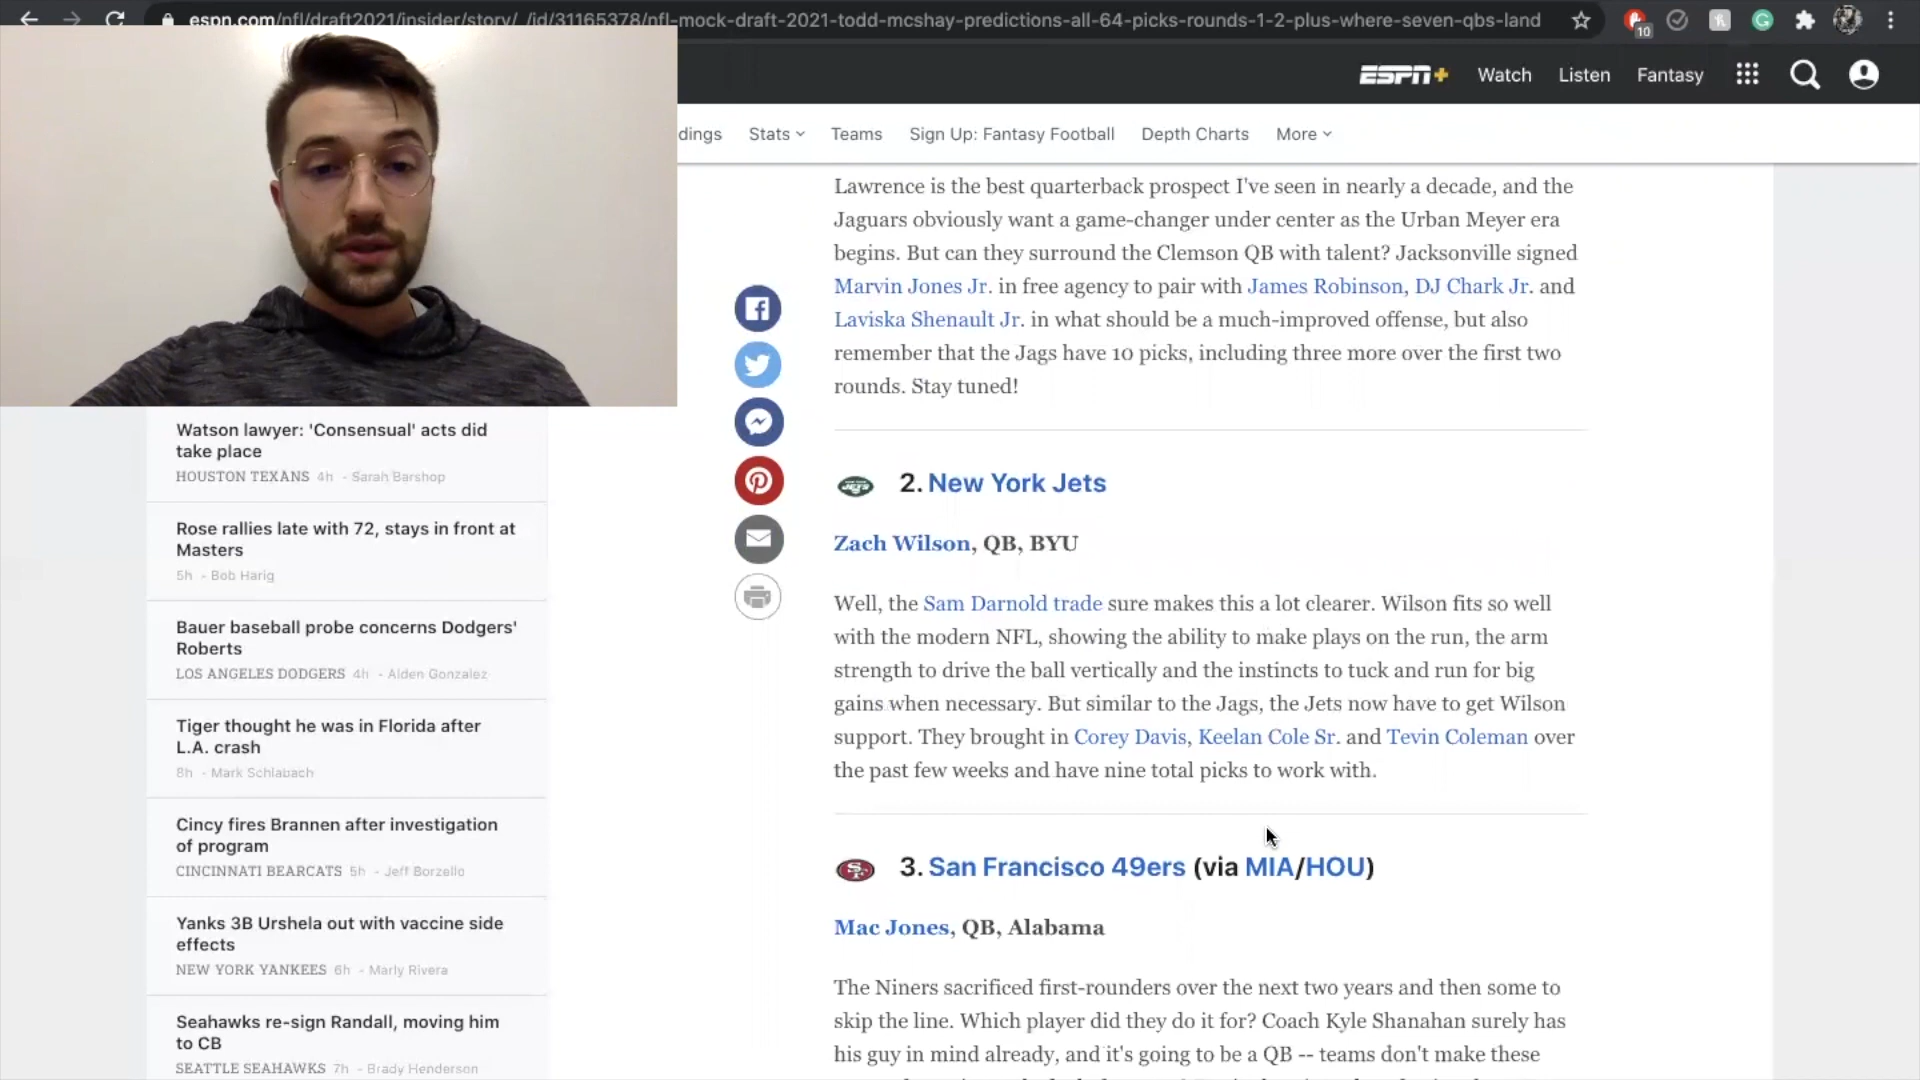 espn.com/nfl/draft2021/insider/story/_/id/31165378/nfl-mock-draft-2021-todd-mcshay-predictions-all-64-picks-rounds-1-2-plus-where-seven-qbs-land
10
ESPN+ Watch Listen Fantasy
dings Stats Teams Sign Up: Fantasy Football Depth Charts More
Lawrence is the best quarterback prospect I've seen in nearly a decade, and the
Jaguars obviously want a game-changer under center as the Urban Meyer era
begins. But can they surround the Clemson QB with talent? Jacksonville signed
Marvin Jones Jr. in free agency to pair with James Robinson, DJ Chark Jr. and
Laviska Shenault Jr. in what should be a much-improved offense, but also
remember that the Jags have 10 picks, including three more over the first two
rounds. Stay tuned!
JETS
2. New York Jets
Zach Wilson, QB, BYU
Well, the Sam Darnold trade sure makes this a lot clearer. Wilson fits so well
with the modern NFL, showing the ability to make plays on the run, the arm
strength to drive the ball vertically and the instincts to tuck and run for big
gains when necessary. But similar to the Jags, the Jets now have to get Wilson
support. They brought in Corey Davis, Keelan Cole Sr. and Tevin Coleman over
the past few weeks and have nine total picks to work with.
SF
3. San Francisco 49ers (via MIA/HOU)
Mac Jones, QB, Alabama
The Niners sacrificed first-rounders over the next two years and then some to
skip the line. Which player did they do it for? Coach Kyle Shanahan surely has
his guy in mind already, and it's going to be a QB -- teams don't make these
Watson lawyer: 'Consensual' acts did
take place
HOUSTON TEXANS 4h - Sarah Barshop
Rose rallies late with 72, stays in front at
Masters
5h - Bob Harig
Bauer baseball probe concerns Dodgers'
Roberts
LOS ANGELES DODGERS 4h - Alden Gonzalez
Tiger thought he was in Florida after
L.A. crash
8h - Mark Schlabach
Cincy fires Brannen after investigation
of program
CINCINNATI BEARCATS 5h - Jeff Borzello
Yanks 3B Urshela out with vaccine side
effects
NEW YORK YANKEES 6h - Marly Rivera
Seahawks re-sign Randall, moving him
to CB
SEATTLE SEAHAWKS 7h - Brady Henderson